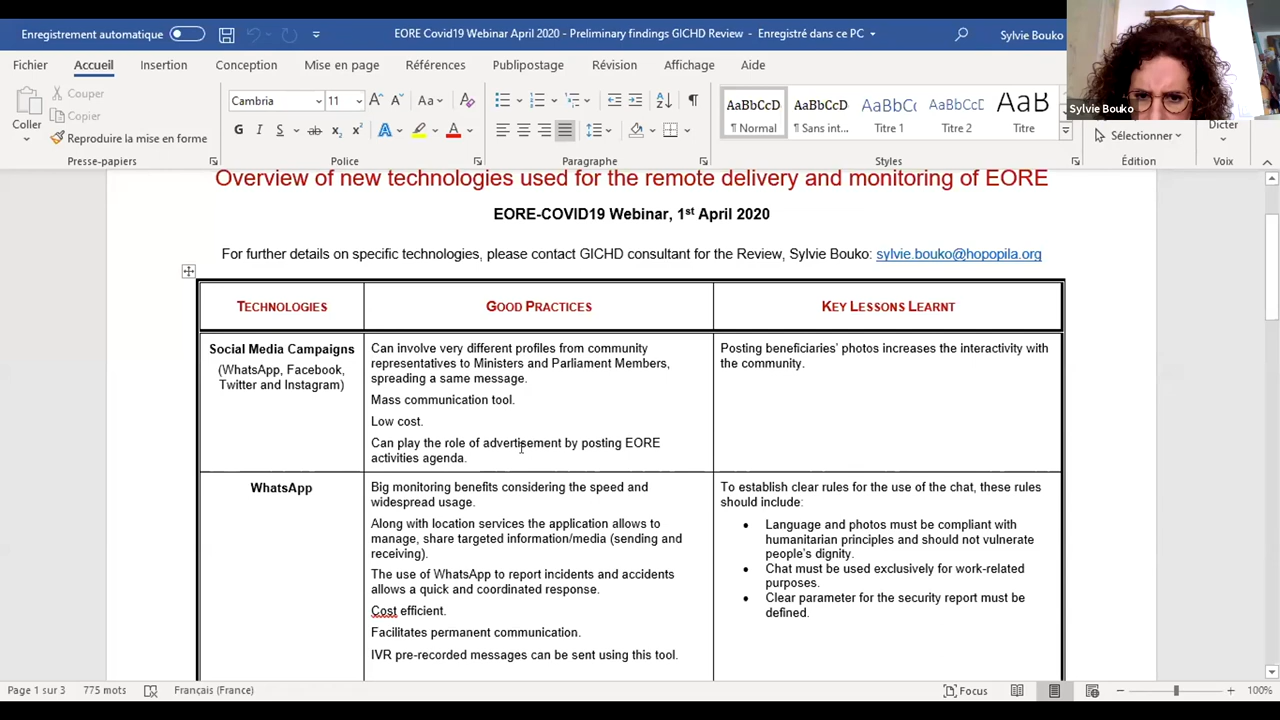 Enregistrement automatique
EORE Covid19 Webinar April 2020 - Preliminary findings GICHD Review - Enregistré dans ce PC
Sylvie Bouko
Fichier Accueil Insertion Conception Mise en page Références Publipostage Révision Affichage Aide
Sylvie Bouko
Coller
Couper
Copier
Reproduire la mise en forme
Cambria 11
G I S ab x₂ x² A A
Aa
AaBbCcD AaBbCcD AaBbCc AaBbCcD AaB
¶ Normal ¶ Sans int... Titre 1 Titre 2 Titre
Sélectionner
Dicter
Presse-papiers Police Paragraphe Styles Édition Voix
Overview of new technologies used for the remote delivery and monitoring of EORE
EORE-COVID19 Webinar, 1st April 2020
For further details on specific technologies, please contact GICHD consultant for the Review, Sylvie Bouko: sylvie.bouko@hopopila.org
TECHNOLOGIES GOOD PRACTICES KEY LESSONS LEARNT
Social Media Campaigns
(WhatsApp, Facebook,
Twitter and Instagram)
Can involve very different profiles from community
representatives to Ministers and Parliament Members,
spreading a same message.
Mass communication tool.
Low cost.
Can play the role of advertisement by posting EORE
activities agenda.
Posting beneficiaries' photos increases the interactivity with
the community.
WhatsApp
Big monitoring benefits considering the speed and
widespread usage.
Along with location services the application allows to
manage, share targeted information/media (sending and
receiving).
The use of WhatsApp to report incidents and accidents
allows a quick and coordinated response.
Cost efficient.
Facilitates permanent communication.
IVR pre-recorded messages can be sent using this tool.
To establish clear rules for the use of the chat, these rules
should include:
• Language and photos must be compliant with
humanitarian principles and should not vulnerate
people's dignity.
• Chat must be used exclusively for work-related
purposes.
• Clear parameter for the security report must be
defined.
Page 1 sur 3 775 mots Français (France) Focus 100%